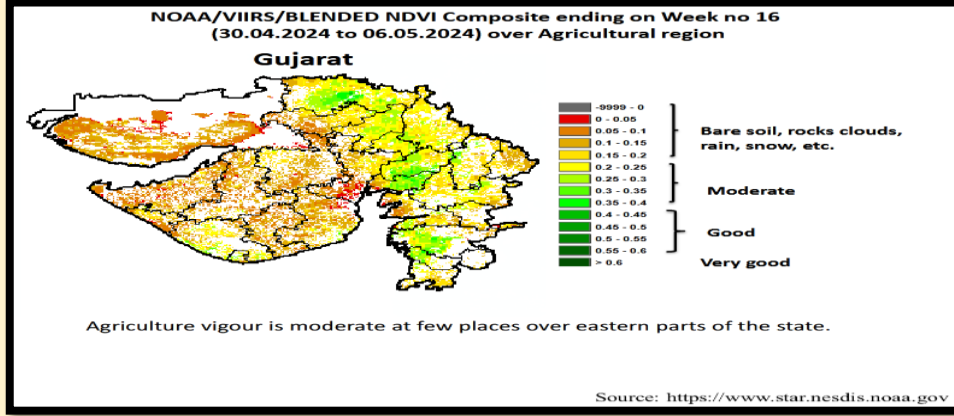 NOAA/VIIRS/BLENDED NDVI Composite ending on Week no 16
(30.04.2024 to 06.05.2024) over Agricultural region
Gujarat
-9999 - 0
0 - 0.05
0.05 - 0.1
0.1 - 0.15
0.15 - 0.2
0.2 - 0.25
0.25 - 0.3
0.3 - 0.35
0.35 - 0.4
0.4 - 0.45
0.45 - 0.5
0.5 - 0.55
0.55 - 0.6
> 0.6
Bare soil, rocks clouds,
rain, snow, etc.
Moderate
Good
Very good
Agriculture vigour is moderate at few places over eastern parts of the state.
Source: https://www.star.nesdis.noaa.gov